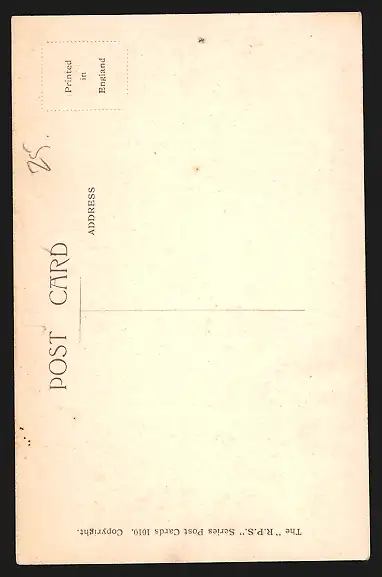 POST CARD
ADDRESS
Printed
in
England
25.
The "R.P.S." Series Post Cards 1010. Copyright.